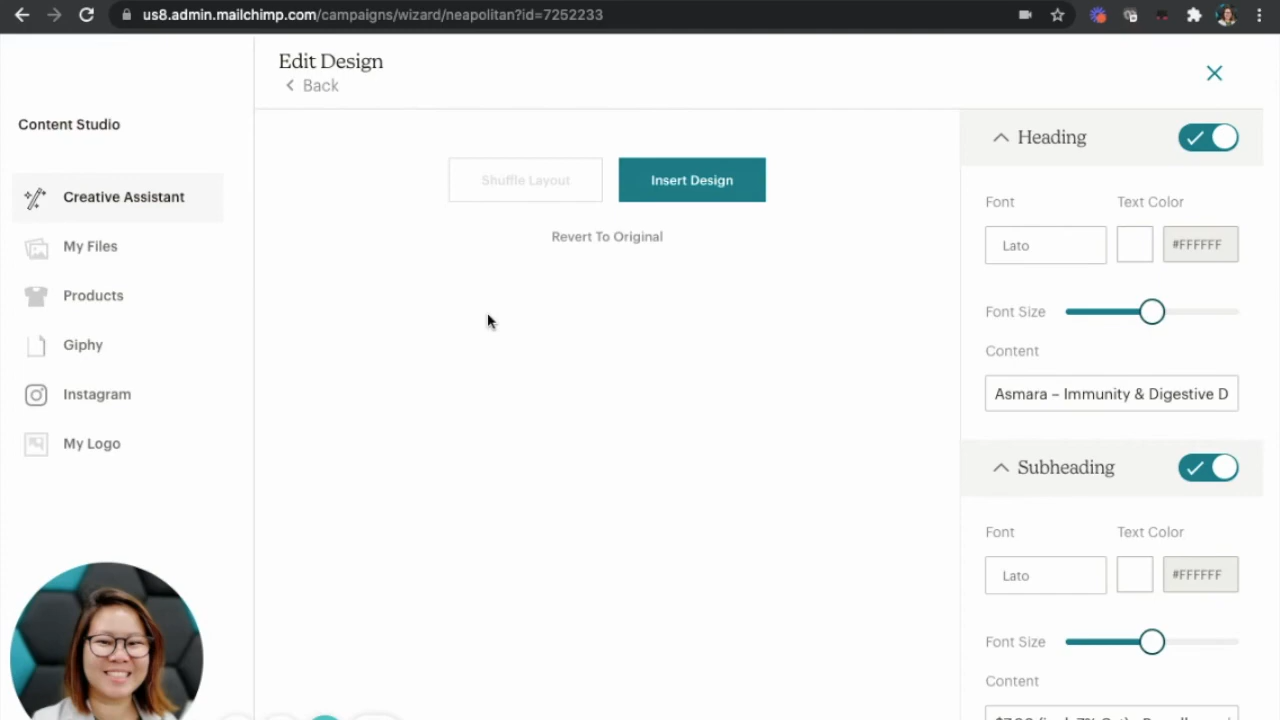 us8.admin.mailchimp.com/campaigns/wizard/neapolitan?id=7252233
Edit Design
Back
Content Studio
Creative Assistant
My Files
Products
Giphy
Instagram
My Logo
Shuffle Layout
Insert Design
Revert To Original
Heading
Font
Text Color
Lato
#FFFFFF
Font Size
Content
Asmara – Immunity & Digestive D
Subheading
Font
Text Color
Lato
#FFFFFF
Font Size
Content